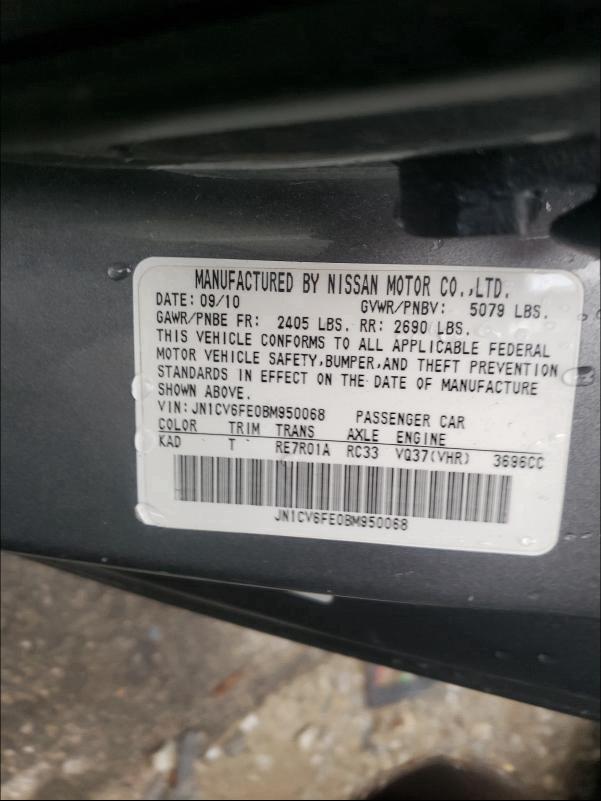 MANUFACTURED BY NISSAN MOTOR CO.,LTD.
DATE: 09/10 GVWR/PNBV: 5079 LBS.
GAWR/PNBE FR: 2405 LBS. RR: 2690 LBS.
THIS VEHICLE CONFORMS TO ALL APPLICABLE FEDERAL
MOTOR VEHICLE SAFETY,BUMPER,AND THEFT PREVENTION
STANDARDS IN EFFECT ON THE DATE OF MANUFACTURE
SHOWN ABOVE.
VIN: JN1CV6FE0BM950068 PASSENGER CAR
COLOR TRIM TRANS AXLE ENGINE
KAD T RE7R01A RC33 VQ37(VHR) 3696CC
JN1CV6FE0BM950068